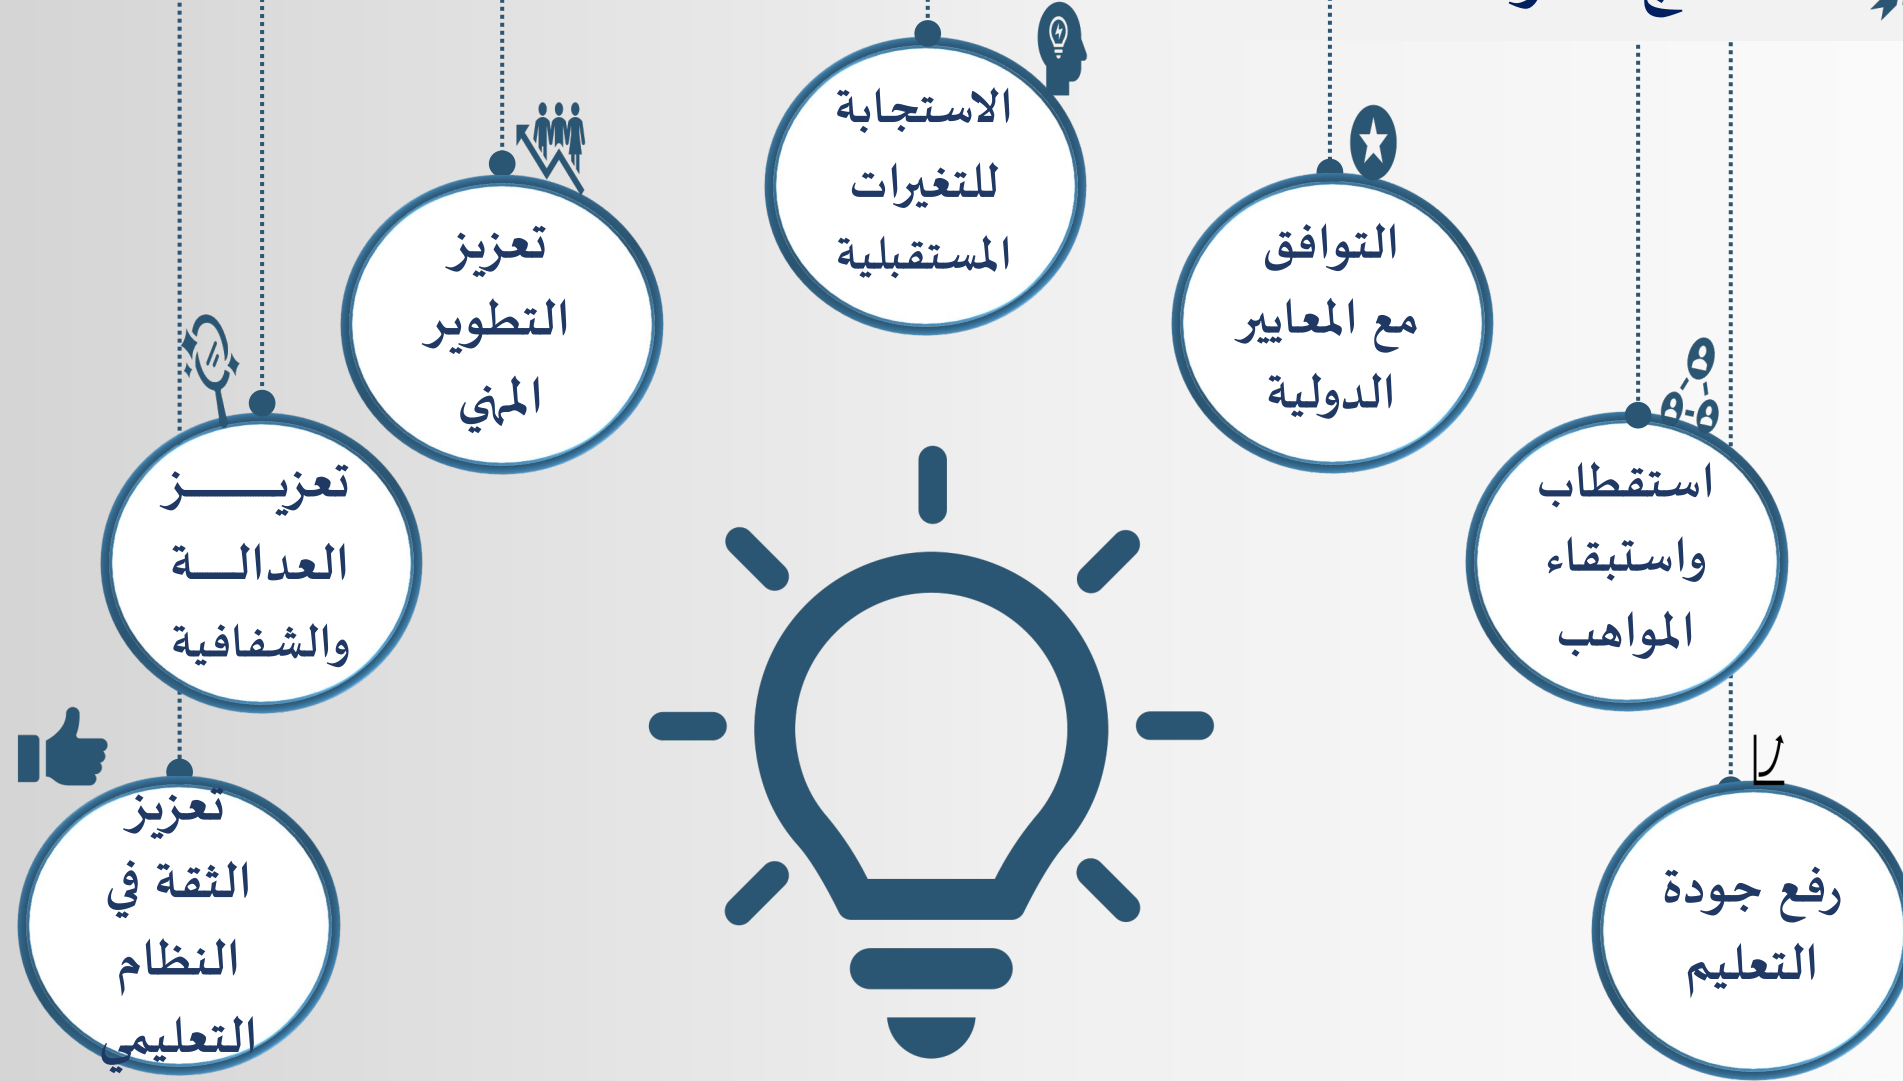 رفع جودة
التعليم
استقطاب
واستبقاء
المواهب
التوافق
مع المعايير
الدولية
الاستجابة
للتغيرات
المستقبلية
تعزيز
التطوير
المهني
تعزيـــــز
العدالـــة
والشفافية
تعزيز
الثقة في
النظام
التعليمي